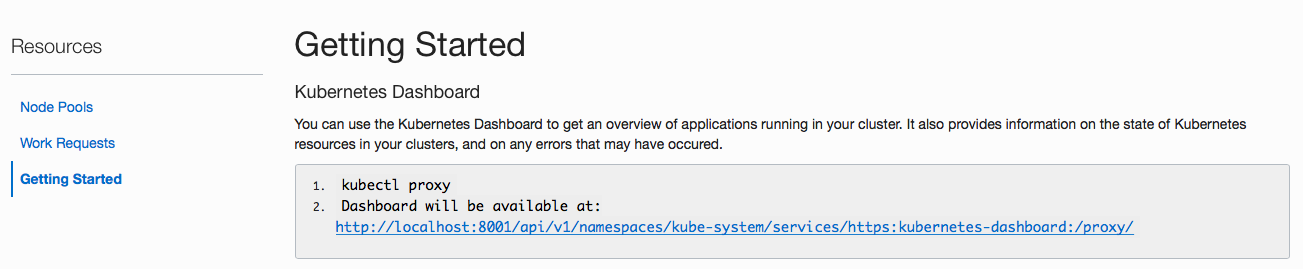 Resources
Node Pools
Work Requests
Getting Started
Getting Started
Kubernetes Dashboard
You can use the Kubernetes Dashboard to get an overview of applications running in your cluster. It also provides information on the state of Kubernetes
resources in your clusters, and on any errors that may have occured.
1. kubectl proxy
2. Dashboard will be available at:
http://localhost:8001/api/v1/namespaces/kube-system/services/https:kubernetes-dashboard:/proxy/